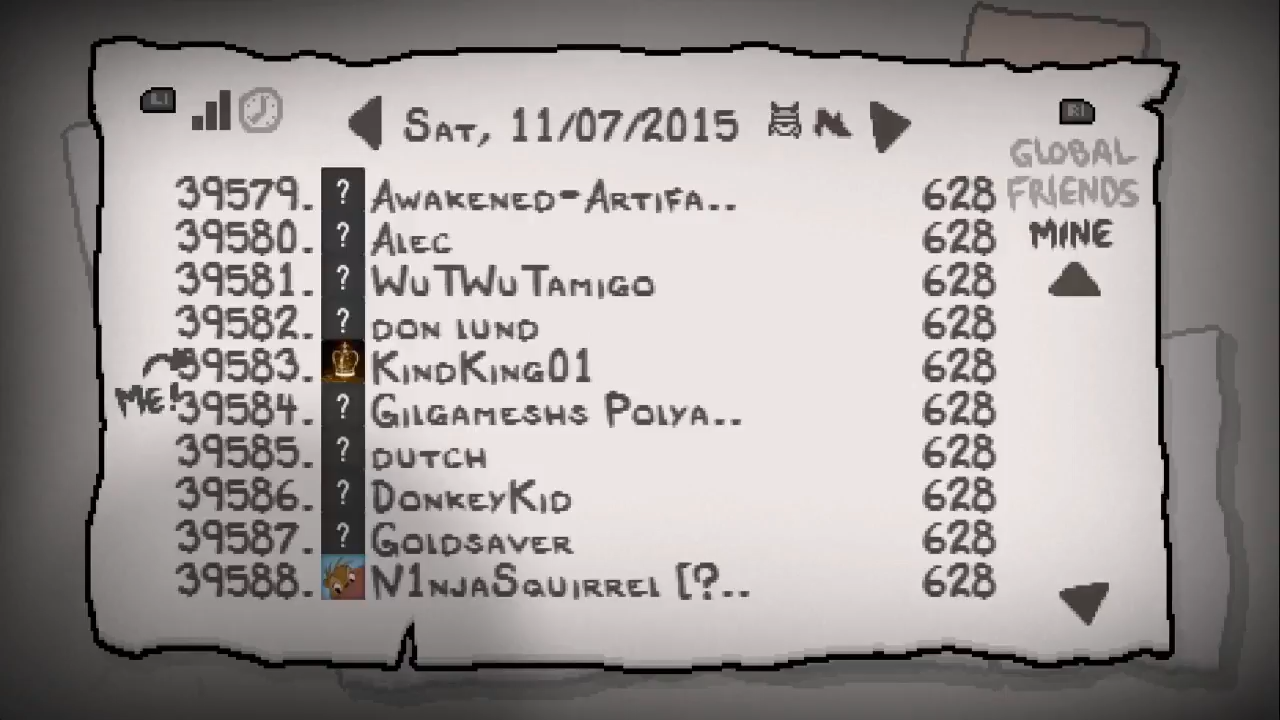 L1 Sat, 11/07/2015 R1
GLOBAL
FRIENDS
MINE
39579. ? Awakened-Artifa.. 628
39580. ? Alec 628
39581. ? WuTWuTamigo 628
39582. ? don lund 628
39583. KindKing01 628
ME!
39584. ? Gilgameshs Polya.. 628
39585. ? dutch 628
39586. ? DonkeyKid 628
39587. ? Goldsaver 628
39588. N1njaSquirrel [?.. 628